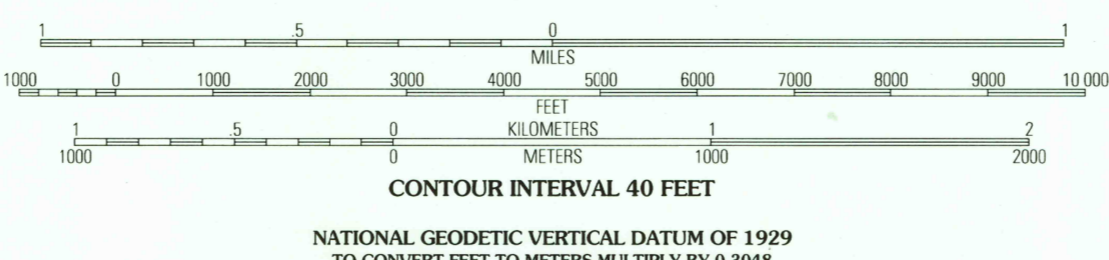 1 .5 0 1
MILES
1000 0 1000 2000 3000 4000 5000 6000 7000 8000 9000 10 000
FEET
1 .5 0 KILOMETERS 1 2
1000 0 METERS 1000 2000
CONTOUR INTERVAL 40 FEET
NATIONAL GEODETIC VERTICAL DATUM OF 1929
TO CONVERT FEET TO METERS MULTIPLY BY 0.3048